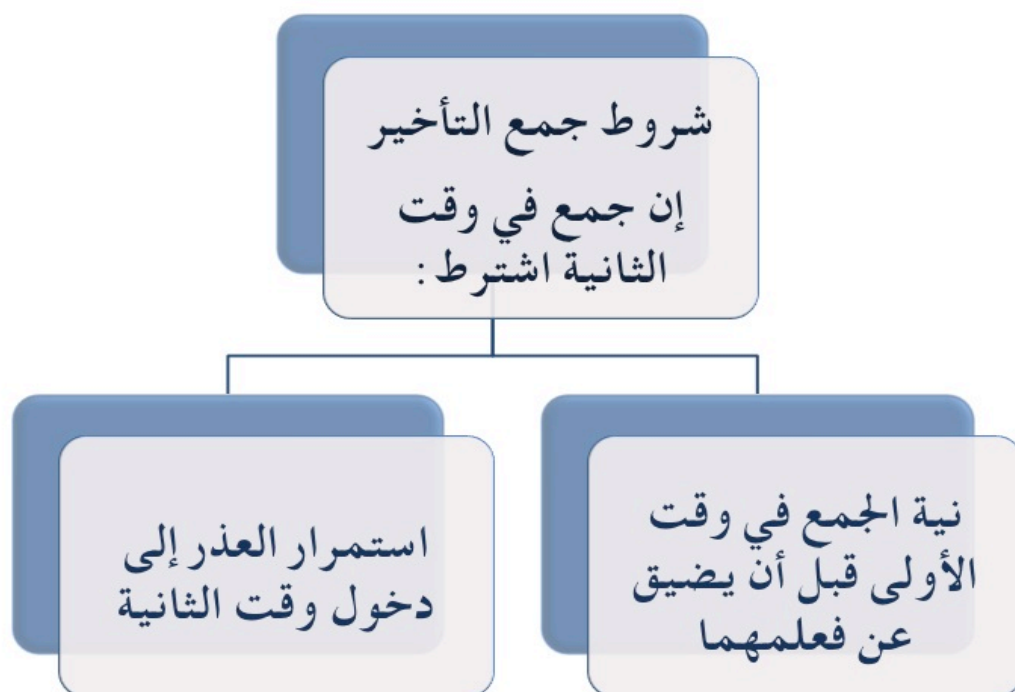 شروط جمع التأخير
إن جمع في وقت
الثانية اشترط :
نية الجمع في وقت
الأولى قبل أن يضيق
عن فعلمهما
استمرار العذر إلى
دخول وقت الثانية